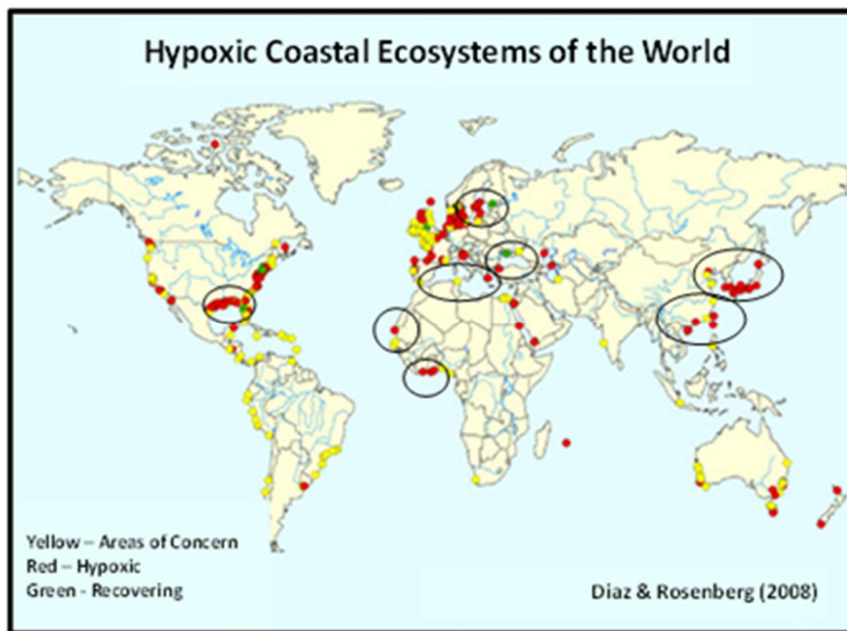 Hypoxic Coastal Ecosystems of the World
Yellow – Areas of Concern
Red – Hypoxic
Green - Recovering
Diaz & Rosenberg (2008)